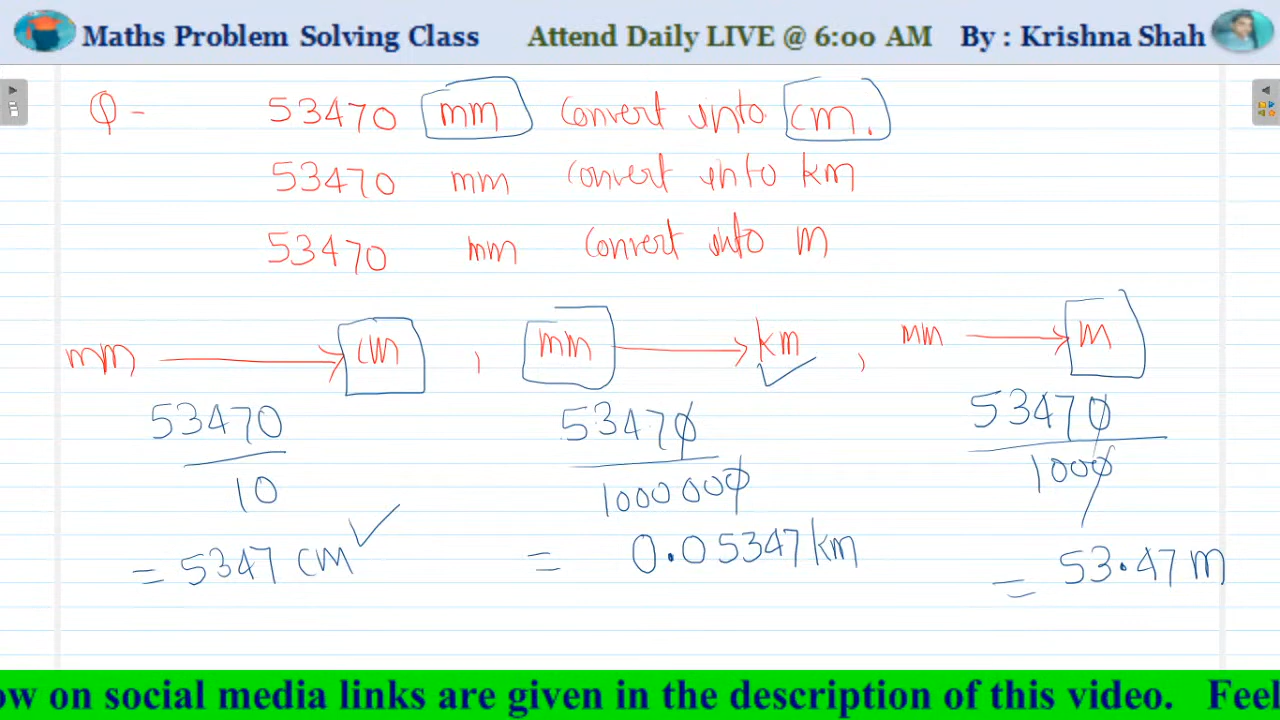 Maths Problem Solving Class Attend Daily LIVE @ 6:00 AM By : Krishna Shah
Q - 53470 mm convert into cm.
53470 mm convert into km
53470 mm convert into m
mm → cm , mm → km , mm → m
53470 53470 53470
10 1000000 1000
= 5347 cm = 0.05347 km = 53.47 m
ow on social media links are given in the description of this video. Feel